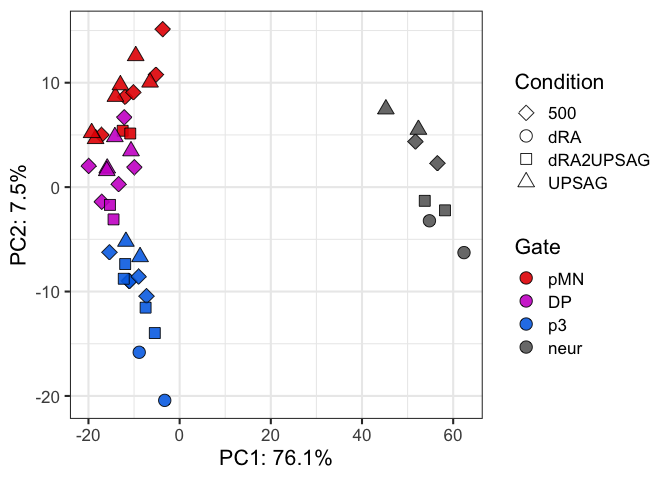 10
0
-10
-20
-20
0
20
40
60
PC1: 76.1%
PC2: 7.5%
Condition
500
dRA
dRA2UPSAG
UPSAG
Gate
pMN
DP
p3
neur